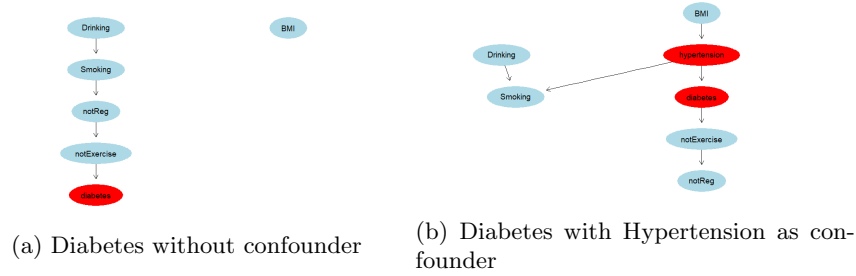 Drinking
Smoking
notReg
notExercise
diabetes
BMI
(a) Diabetes without confounder
BMI
hypertension
Drinking
Smoking
diabetes
notExercise
notReg
(b) Diabetes with Hypertension as con-
founder